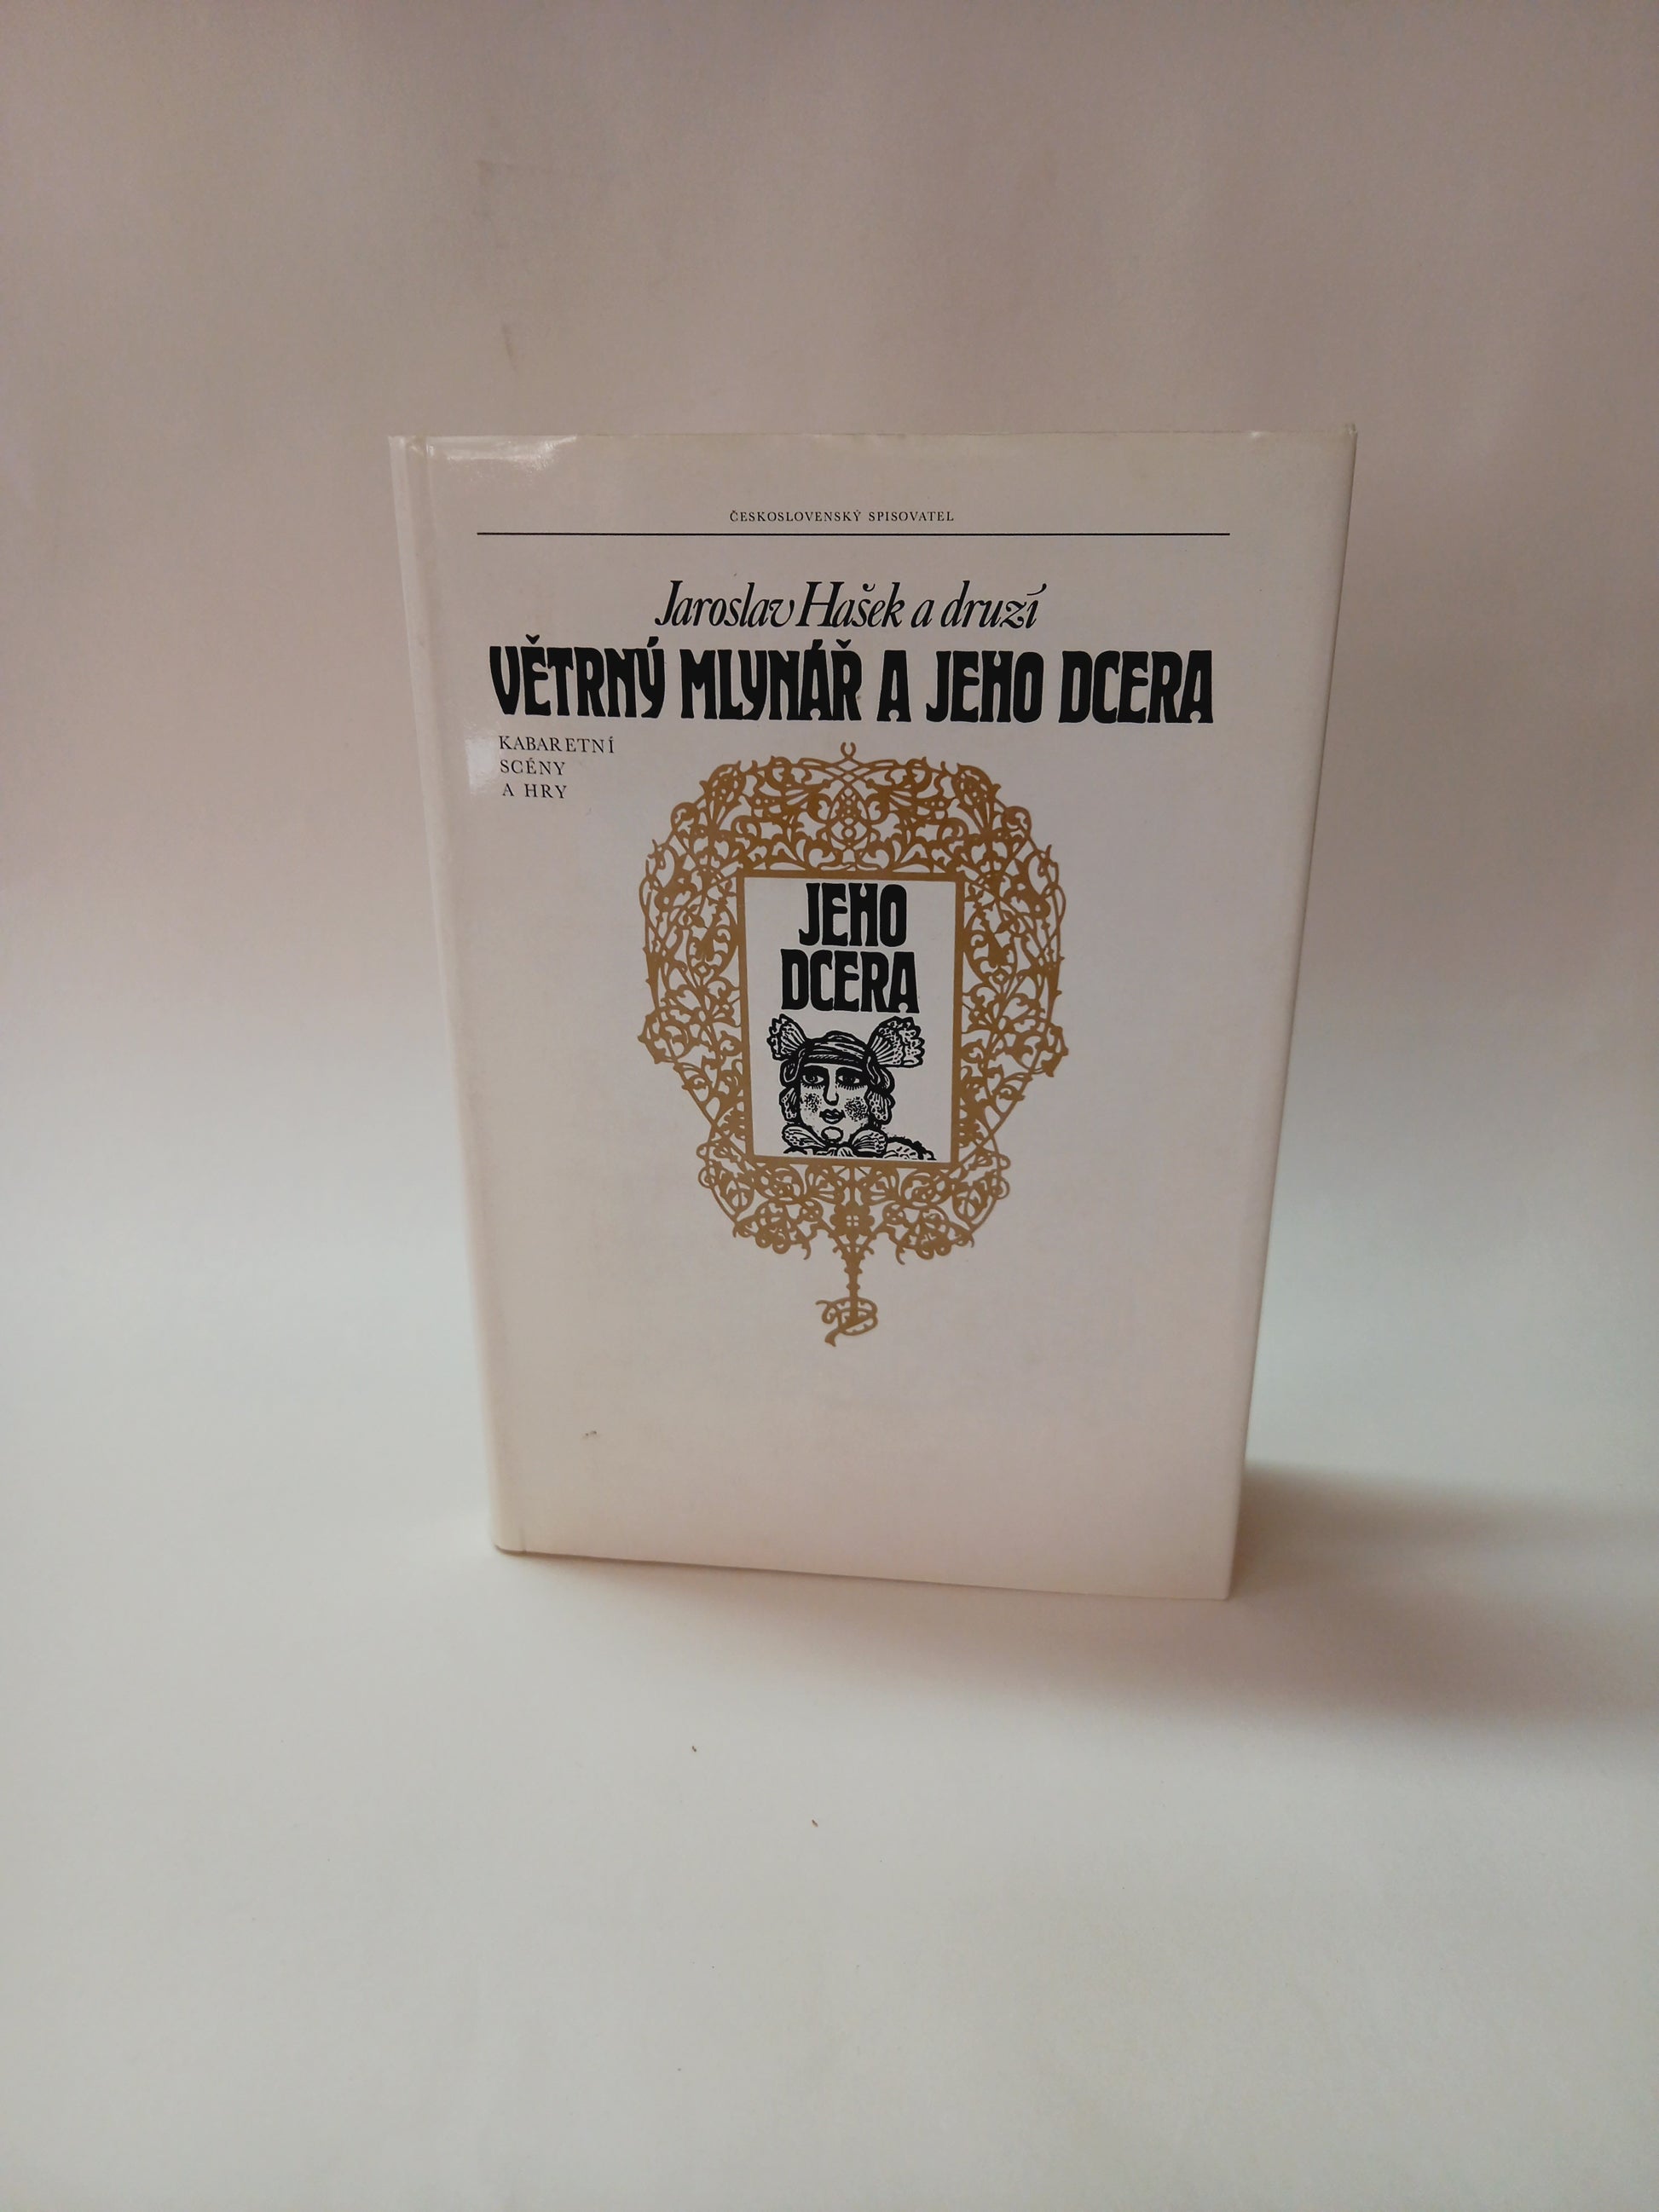 ČESKOSLOVENSKÝ SPISOVATEL
Jaroslav Hašek a druzí
VĚTRNÝ MLYNÁŘ A JEHO DCERA
KABARETNÍ
SCÉNY
A HRY
JEHO
DCERA